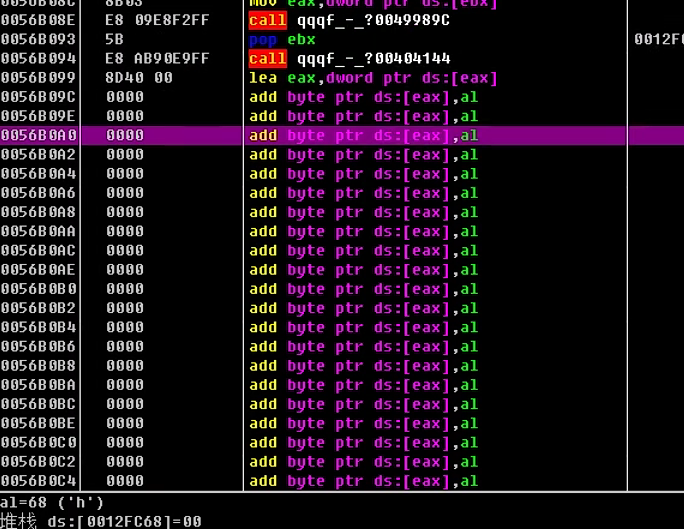 0056B08C 8B03 mov eax,dword ptr ds:[ebx]
0056B08E E8 09E8F2FF call qqqf_-_?0049989C
0056B093 5B pop ebx 0012FC
0056B094 E8 AB90E9FF call qqqf_-_?00404144
0056B099 8D40 00 lea eax,dword ptr ds:[eax]
0056B09C 0000 add byte ptr ds:[eax],al
0056B09E 0000 add byte ptr ds:[eax],al
0056B0A0 0000 add byte ptr ds:[eax],al
0056B0A2 0000 add byte ptr ds:[eax],al
0056B0A4 0000 add byte ptr ds:[eax],al
0056B0A6 0000 add byte ptr ds:[eax],al
0056B0A8 0000 add byte ptr ds:[eax],al
0056B0AA 0000 add byte ptr ds:[eax],al
0056B0AC 0000 add byte ptr ds:[eax],al
0056B0AE 0000 add byte ptr ds:[eax],al
0056B0B0 0000 add byte ptr ds:[eax],al
0056B0B2 0000 add byte ptr ds:[eax],al
0056B0B4 0000 add byte ptr ds:[eax],al
0056B0B6 0000 add byte ptr ds:[eax],al
0056B0B8 0000 add byte ptr ds:[eax],al
0056B0BA 0000 add byte ptr ds:[eax],al
0056B0BC 0000 add byte ptr ds:[eax],al
0056B0BE 0000 add byte ptr ds:[eax],al
0056B0C0 0000 add byte ptr ds:[eax],al
0056B0C2 0000 add byte ptr ds:[eax],al
0056B0C4 0000 add byte ptr ds:[eax],al
al=68 ('h')
堆栈 ds:[0012FC68]=00